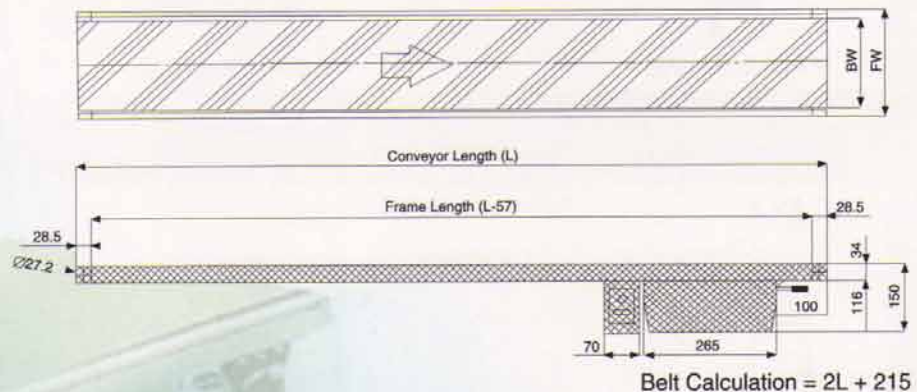 BW
FW
Conveyor Length (L)
Frame Length (L-57)
28.5
28.5
Ø27.2
34
116
150
100
70
265
Belt Calculation = 2L + 215